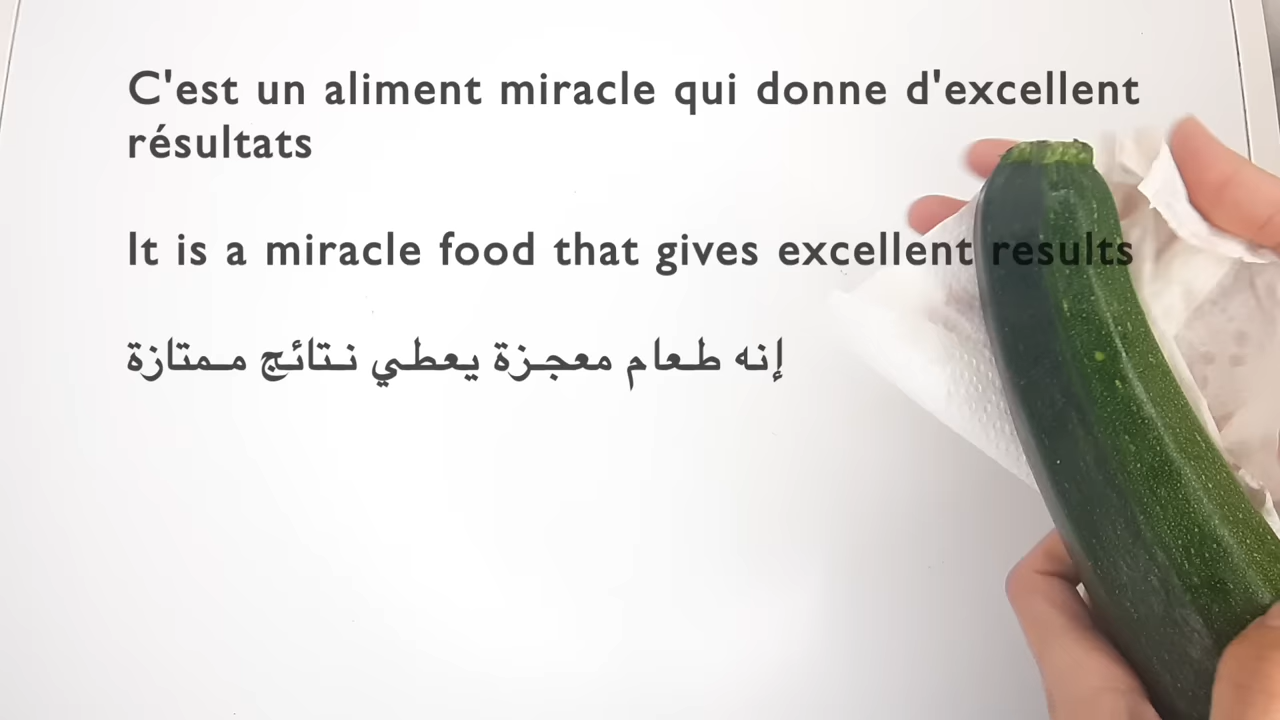 C'est un aliment miracle qui donne d'excellent
résultats
It is a miracle food that gives excellent results
إنه طعام معجزة يعطي نتائج ممتازة